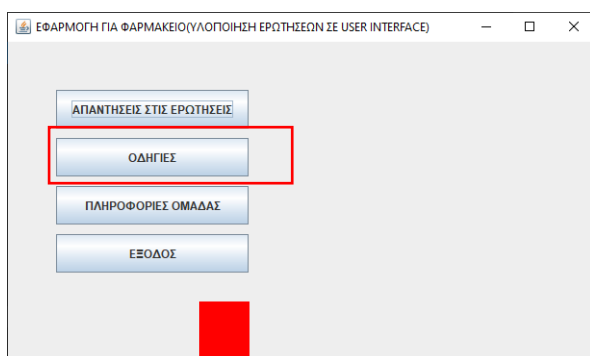 ΕΦΑΡΜΟΓΗ ΓΙΑ ΦΑΡΜΑΚΕΙΟ(ΥΛΟΠΟΙΗΣΗ ΕΡΩΤΗΣΕΩΝ ΣΕ USER INTERFACE)
ΑΠΑΝΤΗΣΕΙΣ ΣΤΙΣ ΕΡΩΤΗΣΕΙΣ
ΟΔΗΓΙΕΣ
ΠΛΗΡΟΦΟΡΙΕΣ ΟΜΑΔΑΣ
ΕΞΟΔΟΣ